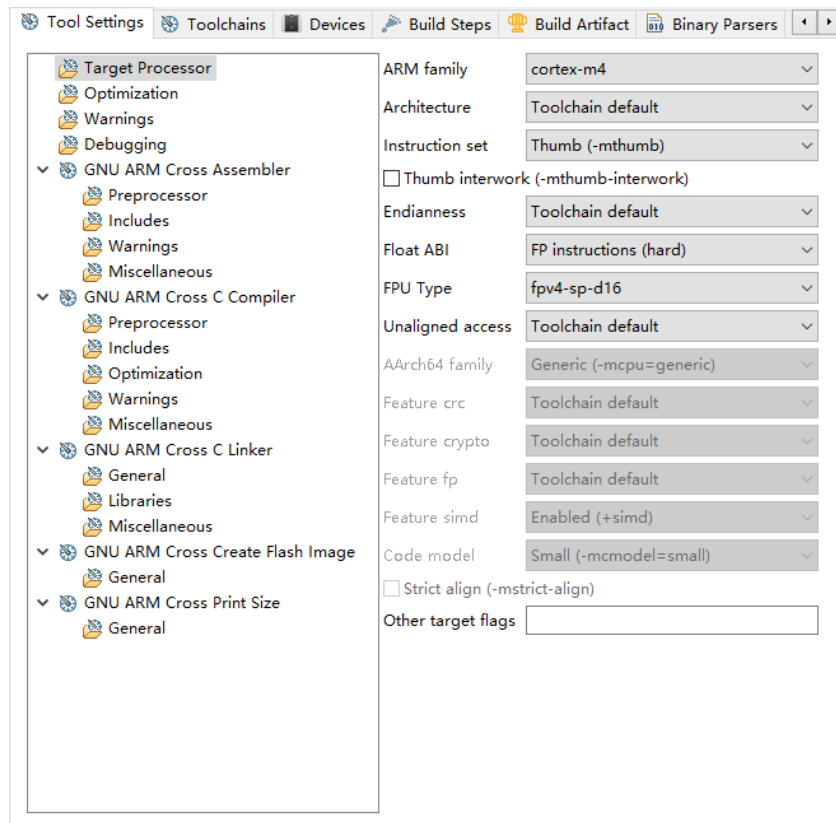 Tool Settings Toolchains Devices Build Steps Build Artifact Binary Parsers
Target Processor
Optimization
Warnings
Debugging
GNU ARM Cross Assembler
Preprocessor
Includes
Warnings
Miscellaneous
GNU ARM Cross C Compiler
Preprocessor
Includes
Optimization
Warnings
Miscellaneous
GNU ARM Cross C Linker
General
Libraries
Miscellaneous
GNU ARM Cross Create Flash Image
General
GNU ARM Cross Print Size
General
ARM family cortex-m4
Architecture Toolchain default
Instruction set Thumb (-mthumb)
Thumb interwork (-mthumb-interwork)
Endianness Toolchain default
Float ABI FP instructions (hard)
FPU Type fpv4-sp-d16
Unaligned access Toolchain default
AArch64 family Generic (-mcpu=generic)
Feature crc Toolchain default
Feature crypto Toolchain default
Feature fp Toolchain default
Feature simd Enabled (+simd)
Code model Small (-mcmodel=small)
Strict align (-mstrict-align)
Other target flags